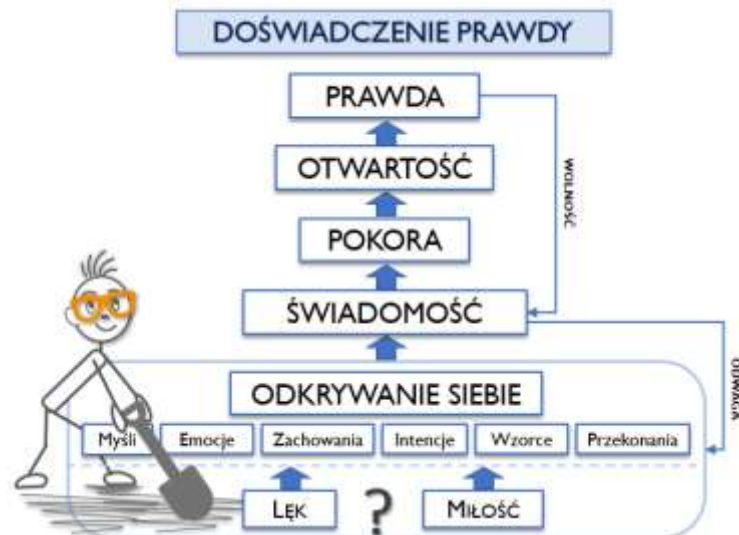 DOŚWIADCZENIE PRAWDY
PRAWDA
OTWARTOŚĆ
WOLNOŚĆ
POKORA
ŚWIADOMOŚĆ
ODWAGA
ODKRYWANIE SIEBIE
Myśli Emocje Zachowania Intencje Wzorce Przekonania
LĘK ? MIŁOŚĆ